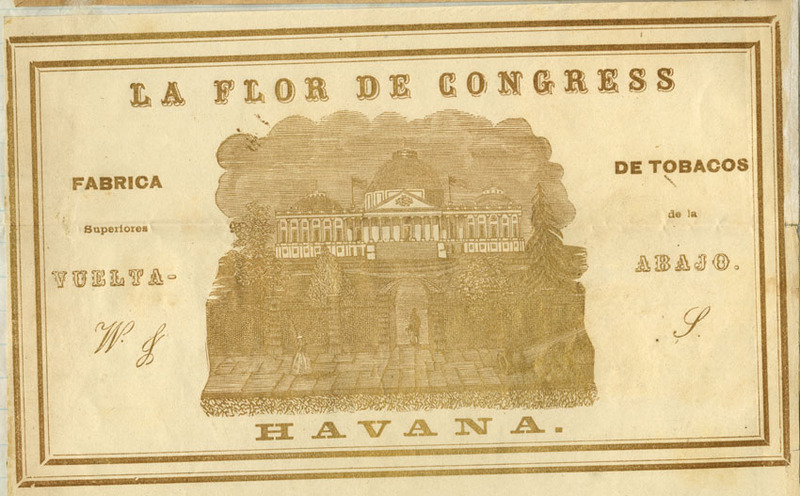 LA FLOR DE CONGRESS
FABRICA DE TOBACOS
Superiores de la
VUELTA- ABAJO.
W. & S.
HAVANA.